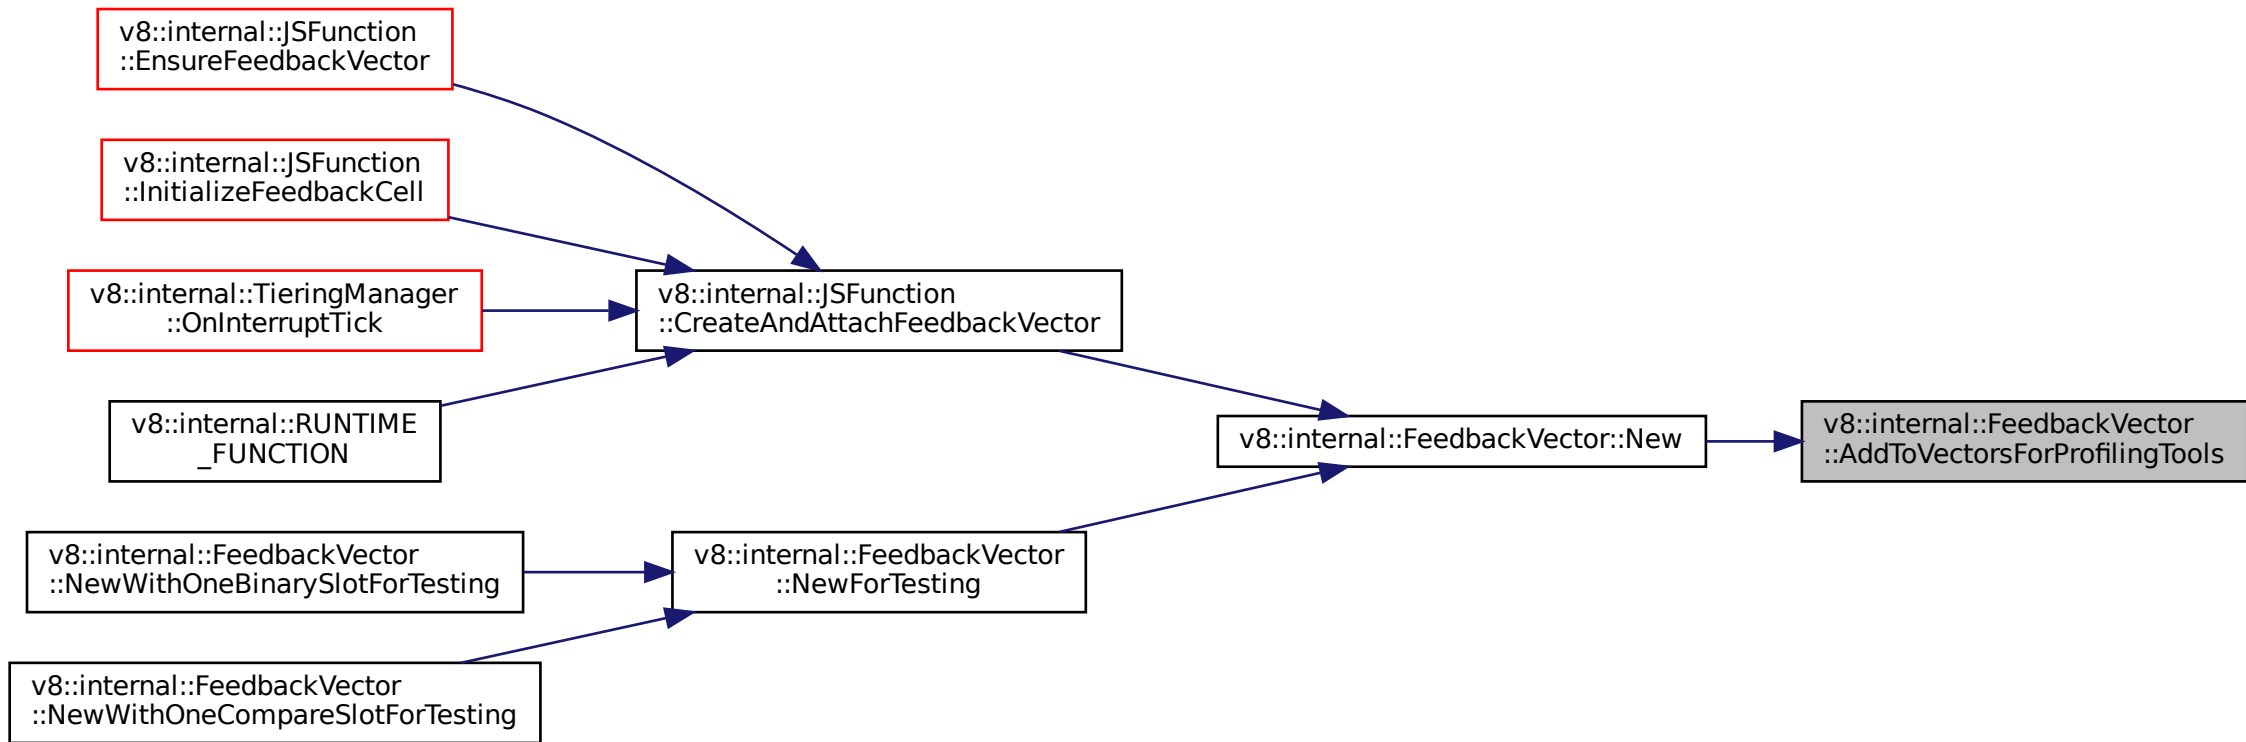 v8::internal::JSFunction
::EnsureFeedbackVector
v8::internal::JSFunction
::InitializeFeedbackCell
v8::internal::TieringManager
::OnInterruptTick
v8::internal::JSFunction
::CreateAndAttachFeedbackVector
v8::internal::RUNTIME
_FUNCTION
v8::internal::FeedbackVector::New
v8::internal::FeedbackVector
::AddToVectorsForProfilingTools
v8::internal::FeedbackVector
::NewWithOneBinarySlotForTesting
v8::internal::FeedbackVector
::NewForTesting
v8::internal::FeedbackVector
::NewWithOneCompareSlotForTesting